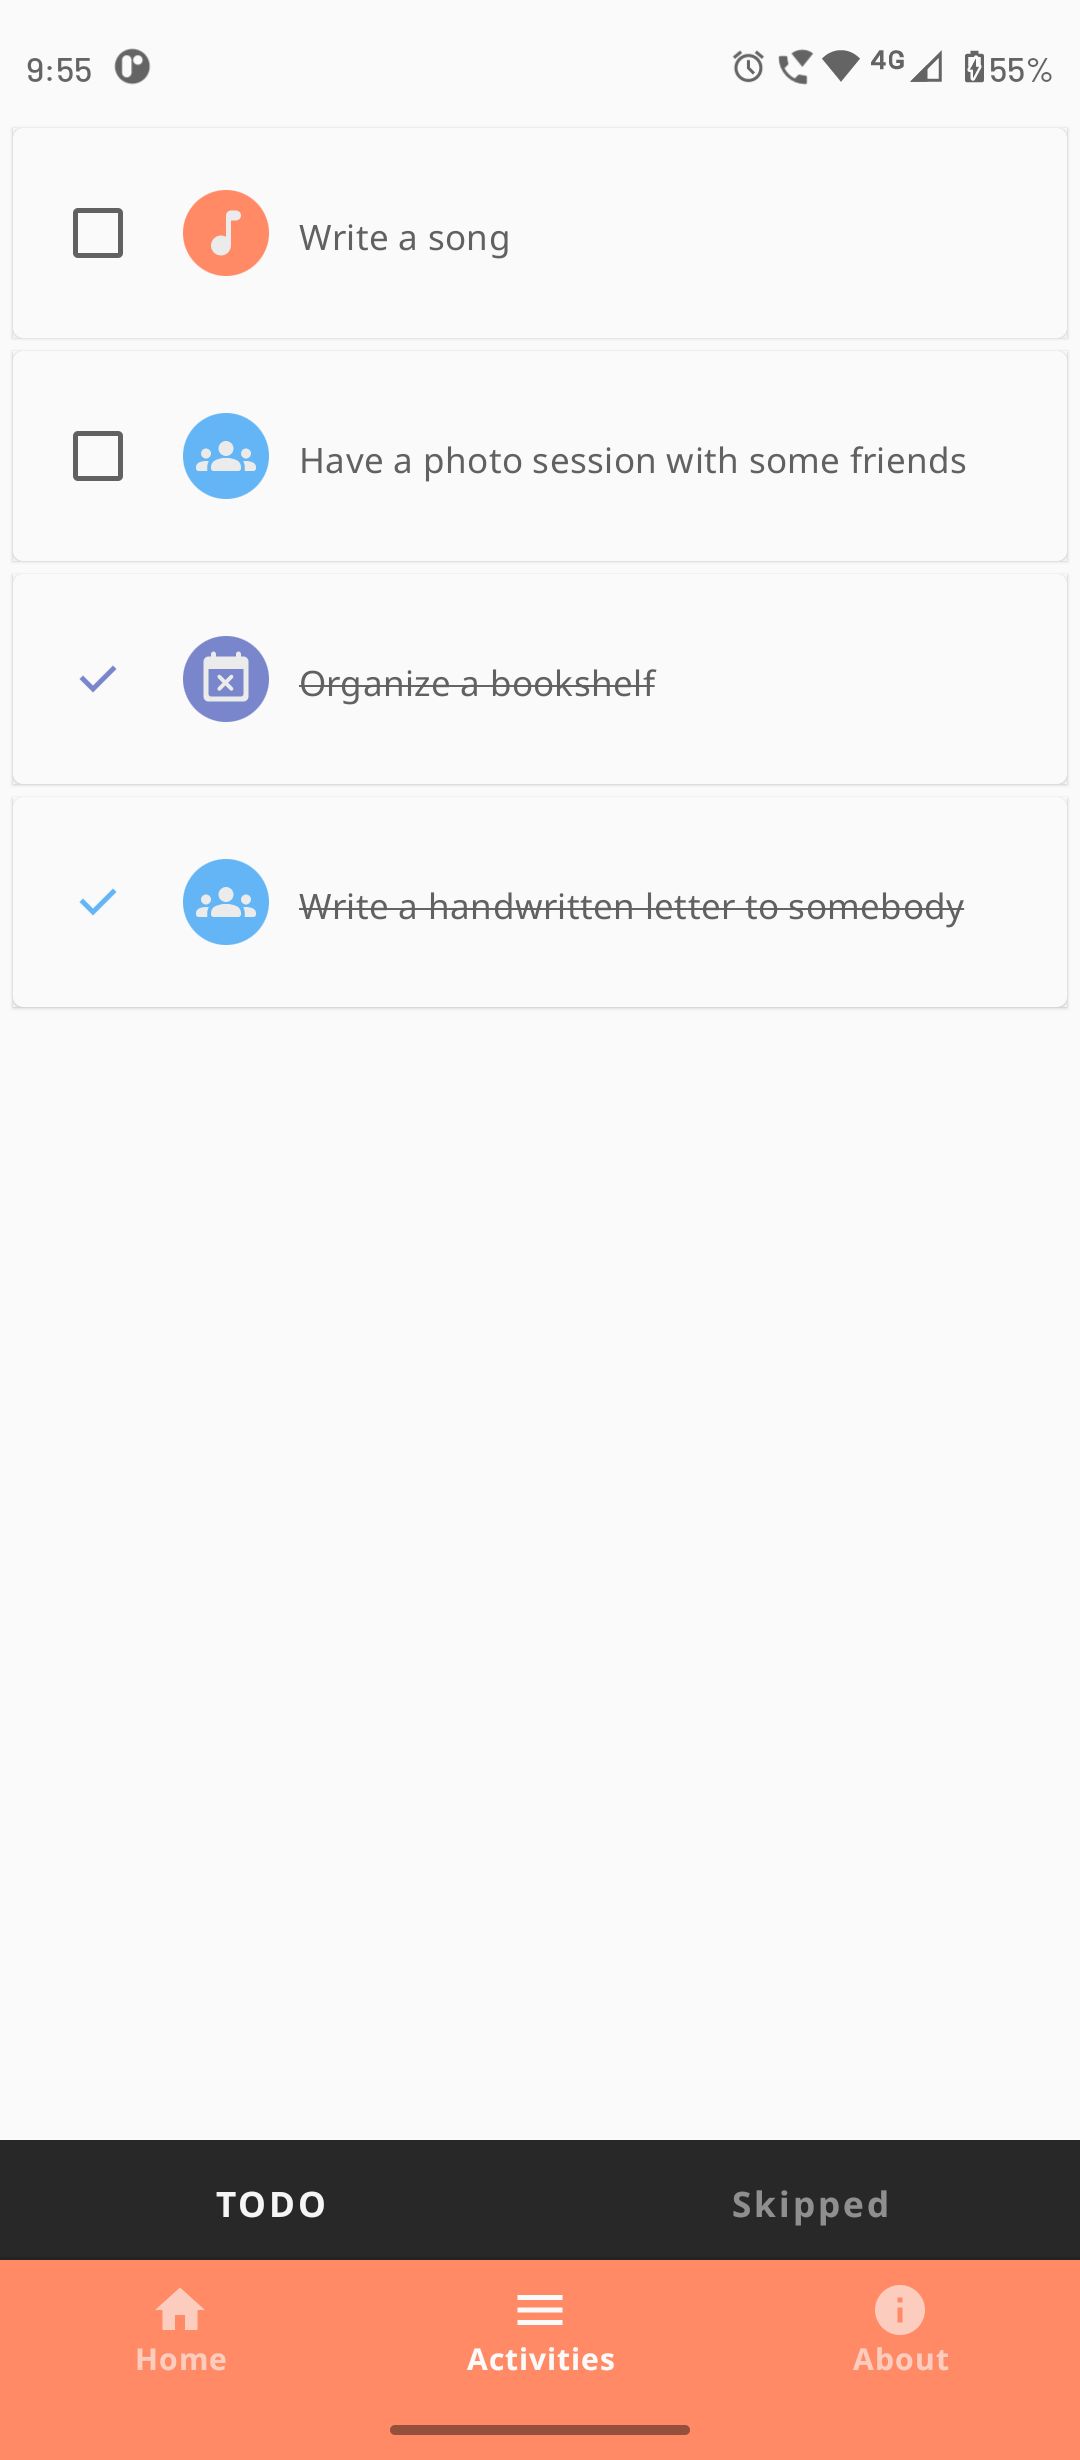 9:55
4G
55%
Write a song
Have a photo session with some friends
Organize a bookshelf
Write a handwritten letter to somebody
TODO
Skipped
Home
Activities
About